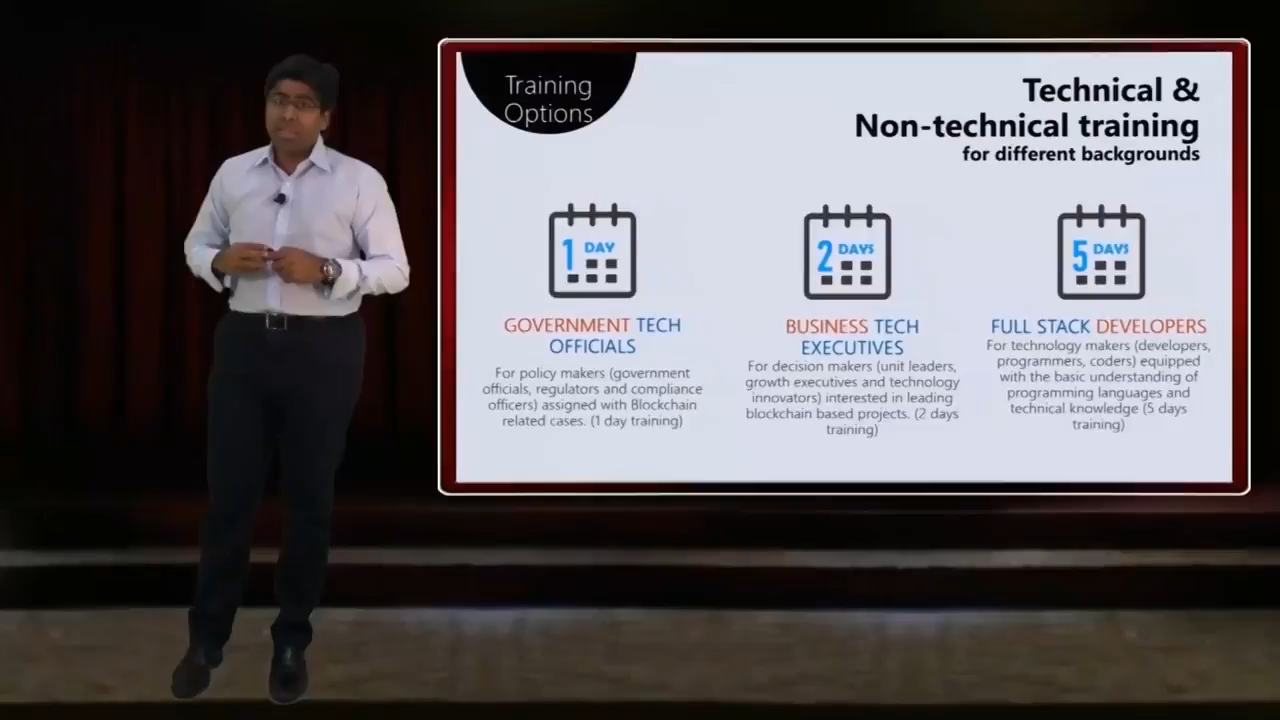 Training
Options
Technical &
Non-technical training
for different backgrounds
1 DAY
GOVERNMENT TECH
OFFICIALS
For policy makers (government
officials, regulators and compliance
officers) assigned with Blockchain
related cases. (1 day training)
2 DAYS
BUSINESS TECH
EXECUTIVES
For decision makers (unit leaders,
growth executives and technology
innovators) interested in leading
blockchain based projects. (2 days
training)
5 DAYS
FULL STACK DEVELOPERS
For technology makers (developers,
programmers, coders) equipped
with the basic understanding of
programming languages and
technical knowledge (5 days
training)